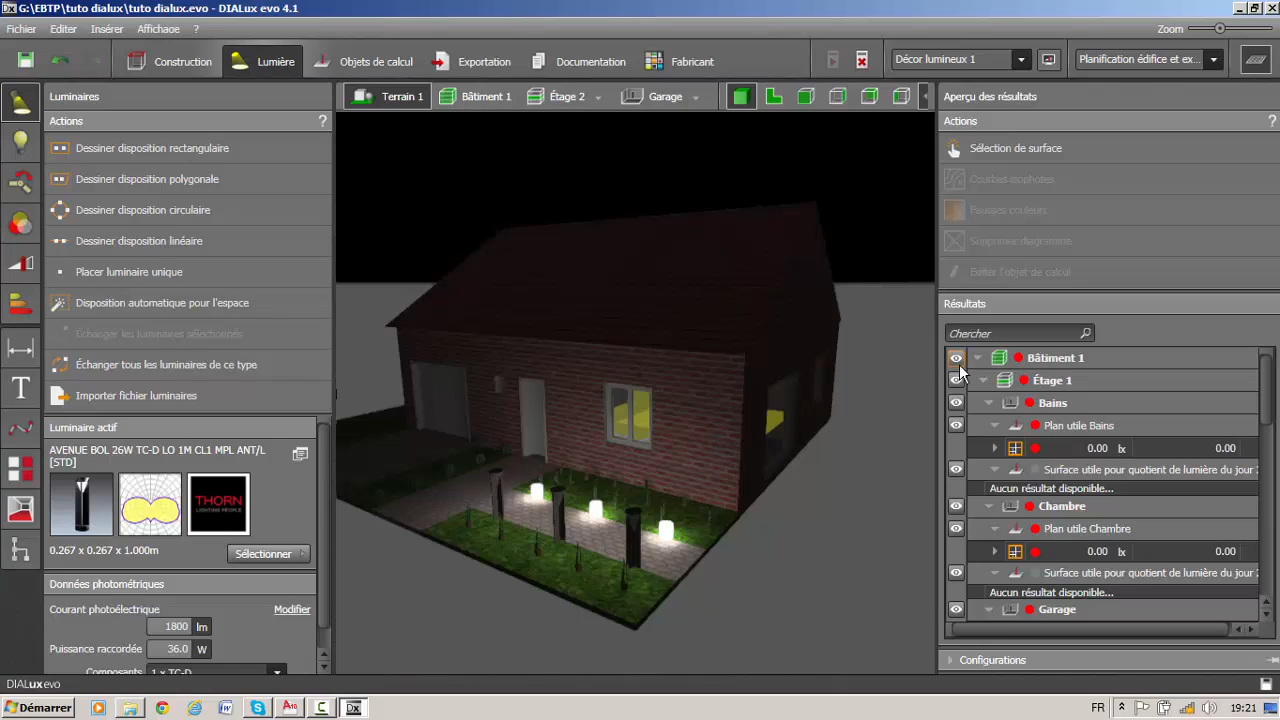 G:\EBTP\tuto dialux\tuto dialux.evo - DIALux evo 4.1
Fichier Editer Insérer Affichage ? Zoom
Construction Lumière Objets de calcul Exportation Documentation Fabricant Décor lumineux 1 Planification édifice et ex...
Luminaires
Terrain 1 Bâtiment 1 Étage 2 Garage
Aperçu des résultats
Actions ?
Dessiner disposition rectangulaire
Dessiner disposition polygonale
Dessiner disposition circulaire
Dessiner disposition linéaire
Placer luminaire unique
Disposition automatique pour l'espace
Échanger les luminaires sélectionnés
Échanger tous les luminaires de ce type
Importer fichier luminaires
Luminaire actif
AVENUE BOL 26W TC-D LO 1M CL1 MPL ANT/L
[STD]
THORN
LIGHTING PEOPLE
0.267 x 0.267 x 1.000m
Sélectionner
Données photométriques
Courant photoélectrique Modifier
1800 lm
Puissance raccordée 36.0 W
Composants 1 x TC-D
Actions ?
Sélection de surface
Courbes isophotes
Fausses couleurs
Supprimer diagramme
Editer l'objet de calcul
Résultats
Chercher
Bâtiment 1
Étage 1
Bains
Plan utile Bains
0.00 lx 0.00
Surface utile pour quotient de lumière du jour 2
Aucun résultat disponible...
Chambre
Plan utile Chambre
0.00 lx 0.00
Surface utile pour quotient de lumière du jour 2
Aucun résultat disponible...
Garage
Configurations
DIALux evo
Démarrer
W
A10
C
Dx
FR
19:21